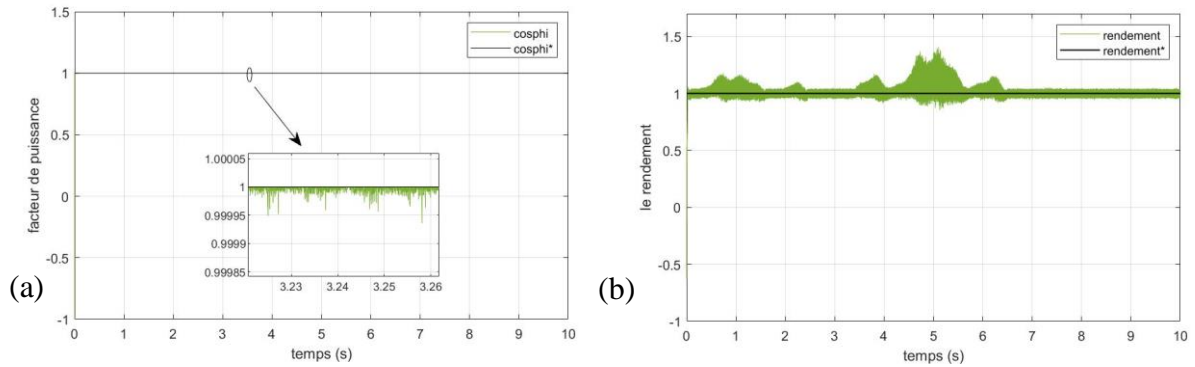 1.5
1
0.5
0
-0.5
-1
facteur de puissance
cosphi
cosphi*
1.00005
1
0.99995
0.9999
0.99985
3.23 3.24 3.25 3.26
0 1 2 3 4 5 6 7 8 9 10
temps (s)
(a)
1.5
1
0.5
0
-0.5
-1
le rendement
rendement
rendement*
0 1 2 3 4 5 6 7 8 9 10
temps (s)
(b)